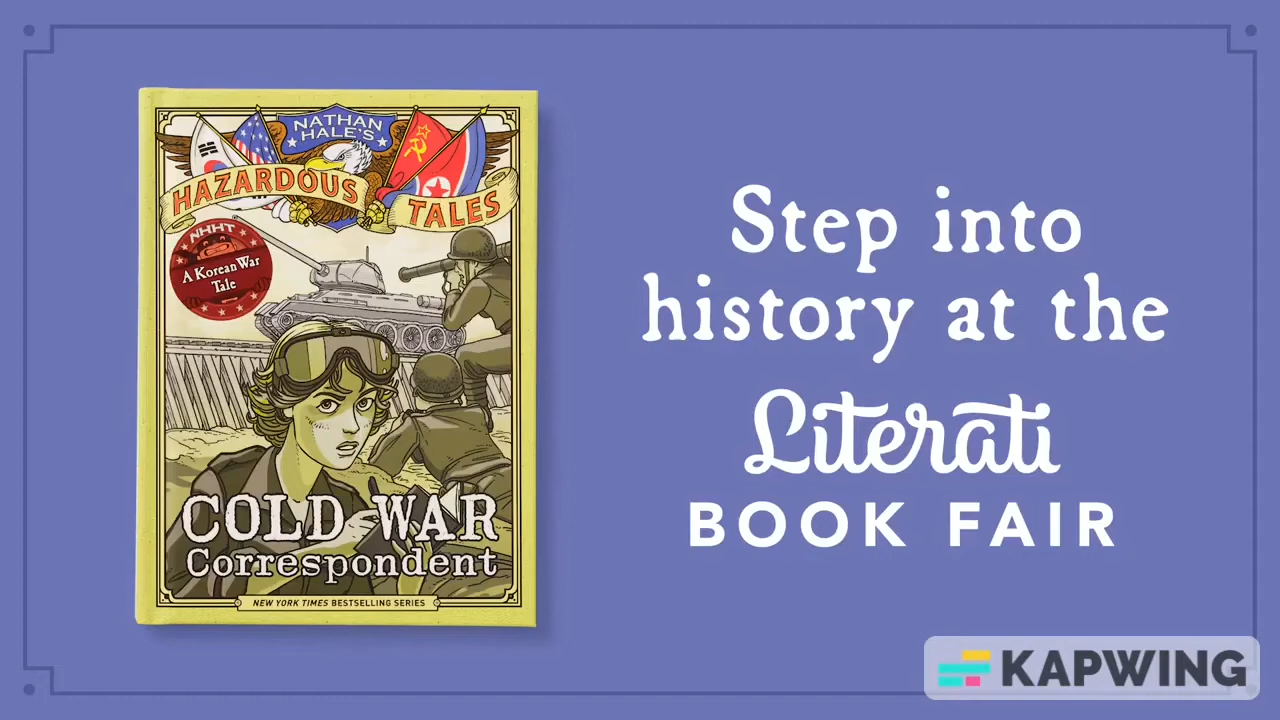 NATHAN
HALE'S
HAZARDOUS
TALES
NHHT
A Korean War
Tale
COLD WAR
Correspondent
NEW YORK TIMES BESTSELLING SERIES
Step into
history at the
Literati
BOOK FAIR
KAPWING